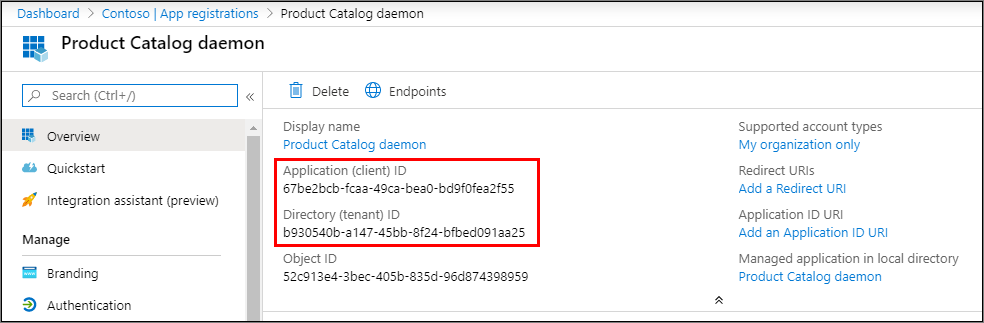 Dashboard > Contoso | App registrations > Product Catalog daemon
Product Catalog daemon
Search (Ctrl+/)
«
Overview
Quickstart
Integration assistant (preview)
Manage
Branding
Authentication
Delete
Endpoints
Display name
Product Catalog daemon
Application (client) ID
67be2bcb-fcaa-49ca-bea0-bd9f0fea2f55
Directory (tenant) ID
b930540b-a147-45bb-8f24-bfbed091aa25
Object ID
52c913e4-3bec-405b-835d-96d874398959
Supported account types
My organization only
Redirect URIs
Add a Redirect URI
Application ID URI
Add an Application ID URI
Managed application in local directory
Product Catalog daemon